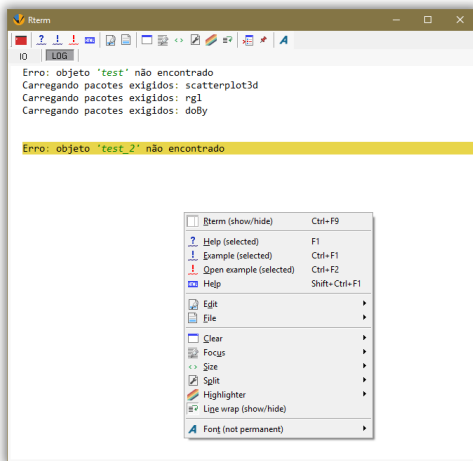 Rterm
IO LOG
Erro: objeto 'test' não encontrado
Carregando pacotes exigidos: scatterplot3d
Carregando pacotes exigidos: rgl
Carregando pacotes exigidos: doBy
Erro: objeto 'test_2' não encontrado
Rterm (show/hide) Ctrl+F9
Help (selected) F1
Example (selected) Ctrl+F1
Open example (selected) Ctrl+F2
Help Shift+Ctrl+F1
Edit
File
Clear
Focus
Size
Split
Highlighter
Line wrap (show/hide)
Font (not permanent)